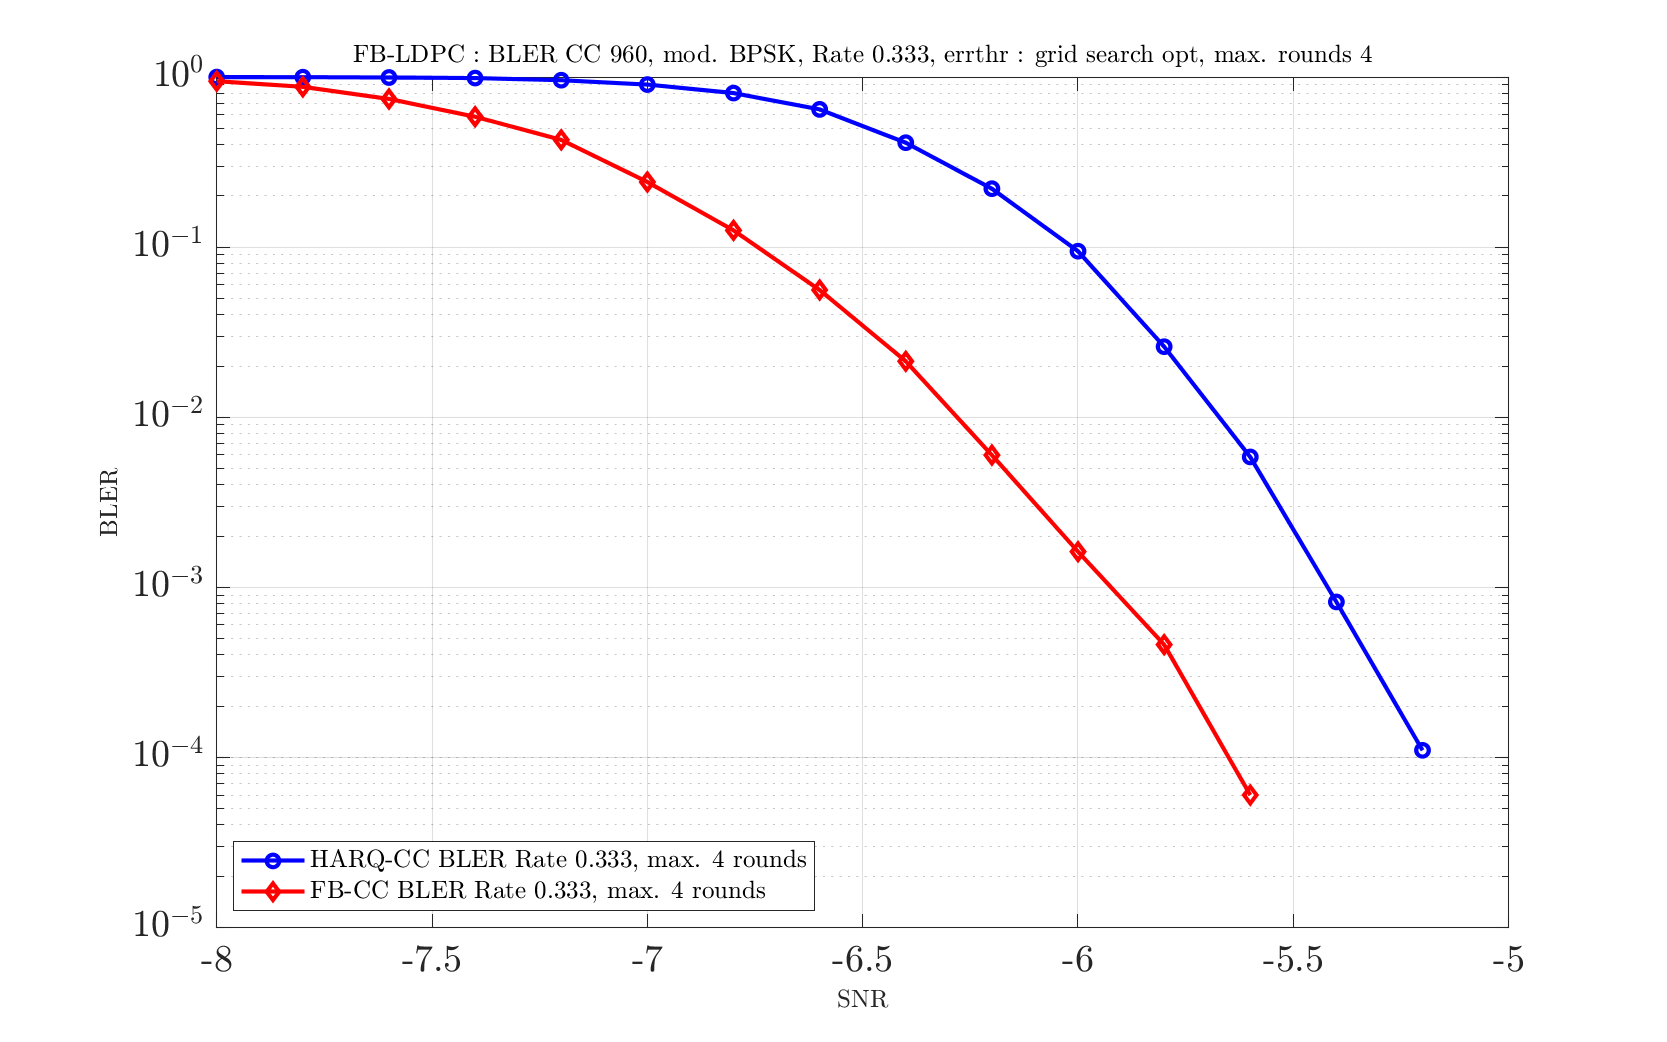 FB-LDPC : BLER CC 960, mod. BPSK, Rate 0.333, errthr : grid search opt, max. rounds 4
10^0
10^{-1}
10^{-2}
10^{-3}
10^{-4}
10^{-5}
BLER
HARQ-CC BLER Rate 0.333, max. 4 rounds
FB-CC BLER Rate 0.333, max. 4 rounds
-8 -7.5 -7 -6.5 -6 -5.5 -5
SNR